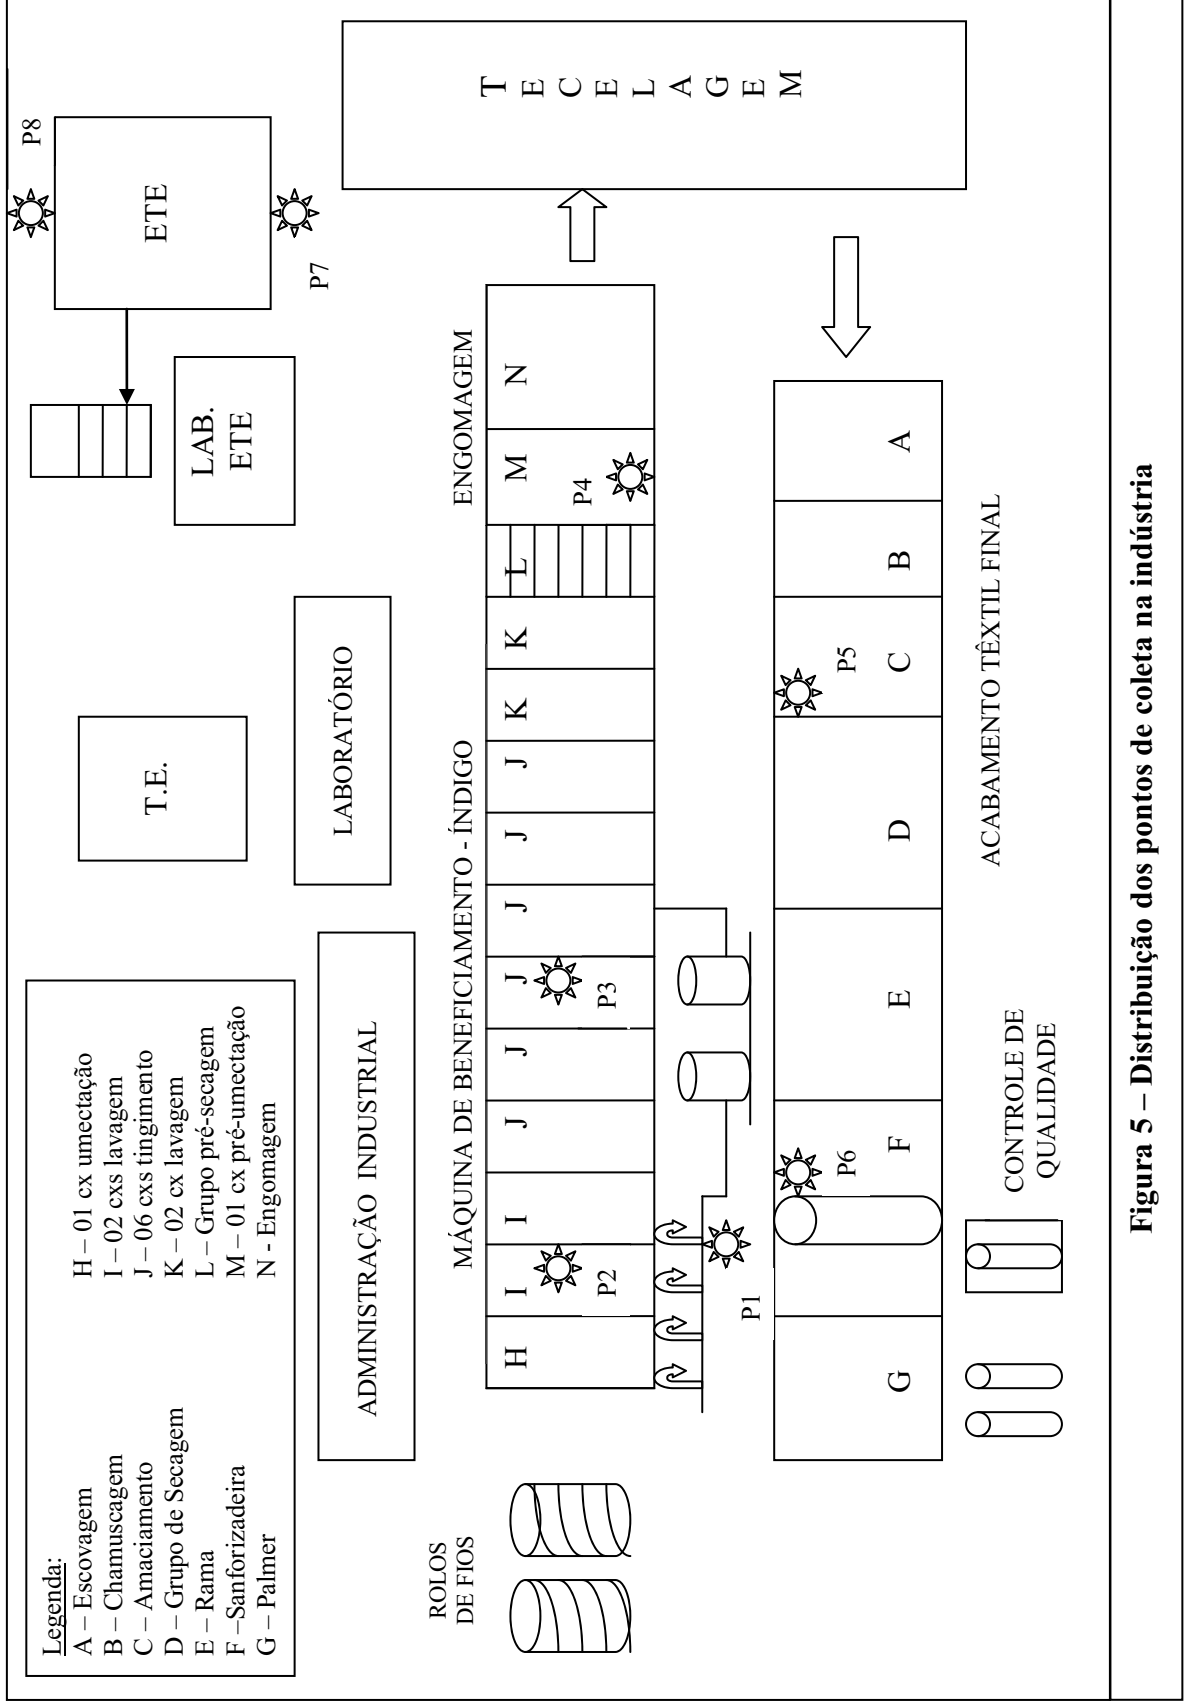 Legenda:
A – Escovagem
B – Chamuscagem
C – Amaciamento
D – Grupo de Secagem
E – Rama
F –Sanforizadeira
G – Palmer
H – 01 cx umectação
I – 02 cxs lavagem
J – 06 cxs tingimento
K – 02 cx lavagem
L – Grupo pré-secagem
M – 01 cx pré-umectação
N - Engomagem
T.E.
ETE
P8
P7
LAB.
ETE
ADMINISTRAÇÃO INDUSTRIAL
LABORATÓRIO
TECELAGEM
MÁQUINA DE BENEFICIAMENTO - ÍNDIGO
ENGOMAGEM
ROLOS
DE FIOS
H I I J J J J J J K K L M N
P2
P3
P4
P1
G F E D C B A
P6
P5
ACABAMENTO TÊXTIL FINAL
CONTROLE DE
QUALIDADE
Figura 5 – Distribuição dos pontos de coleta na indústria